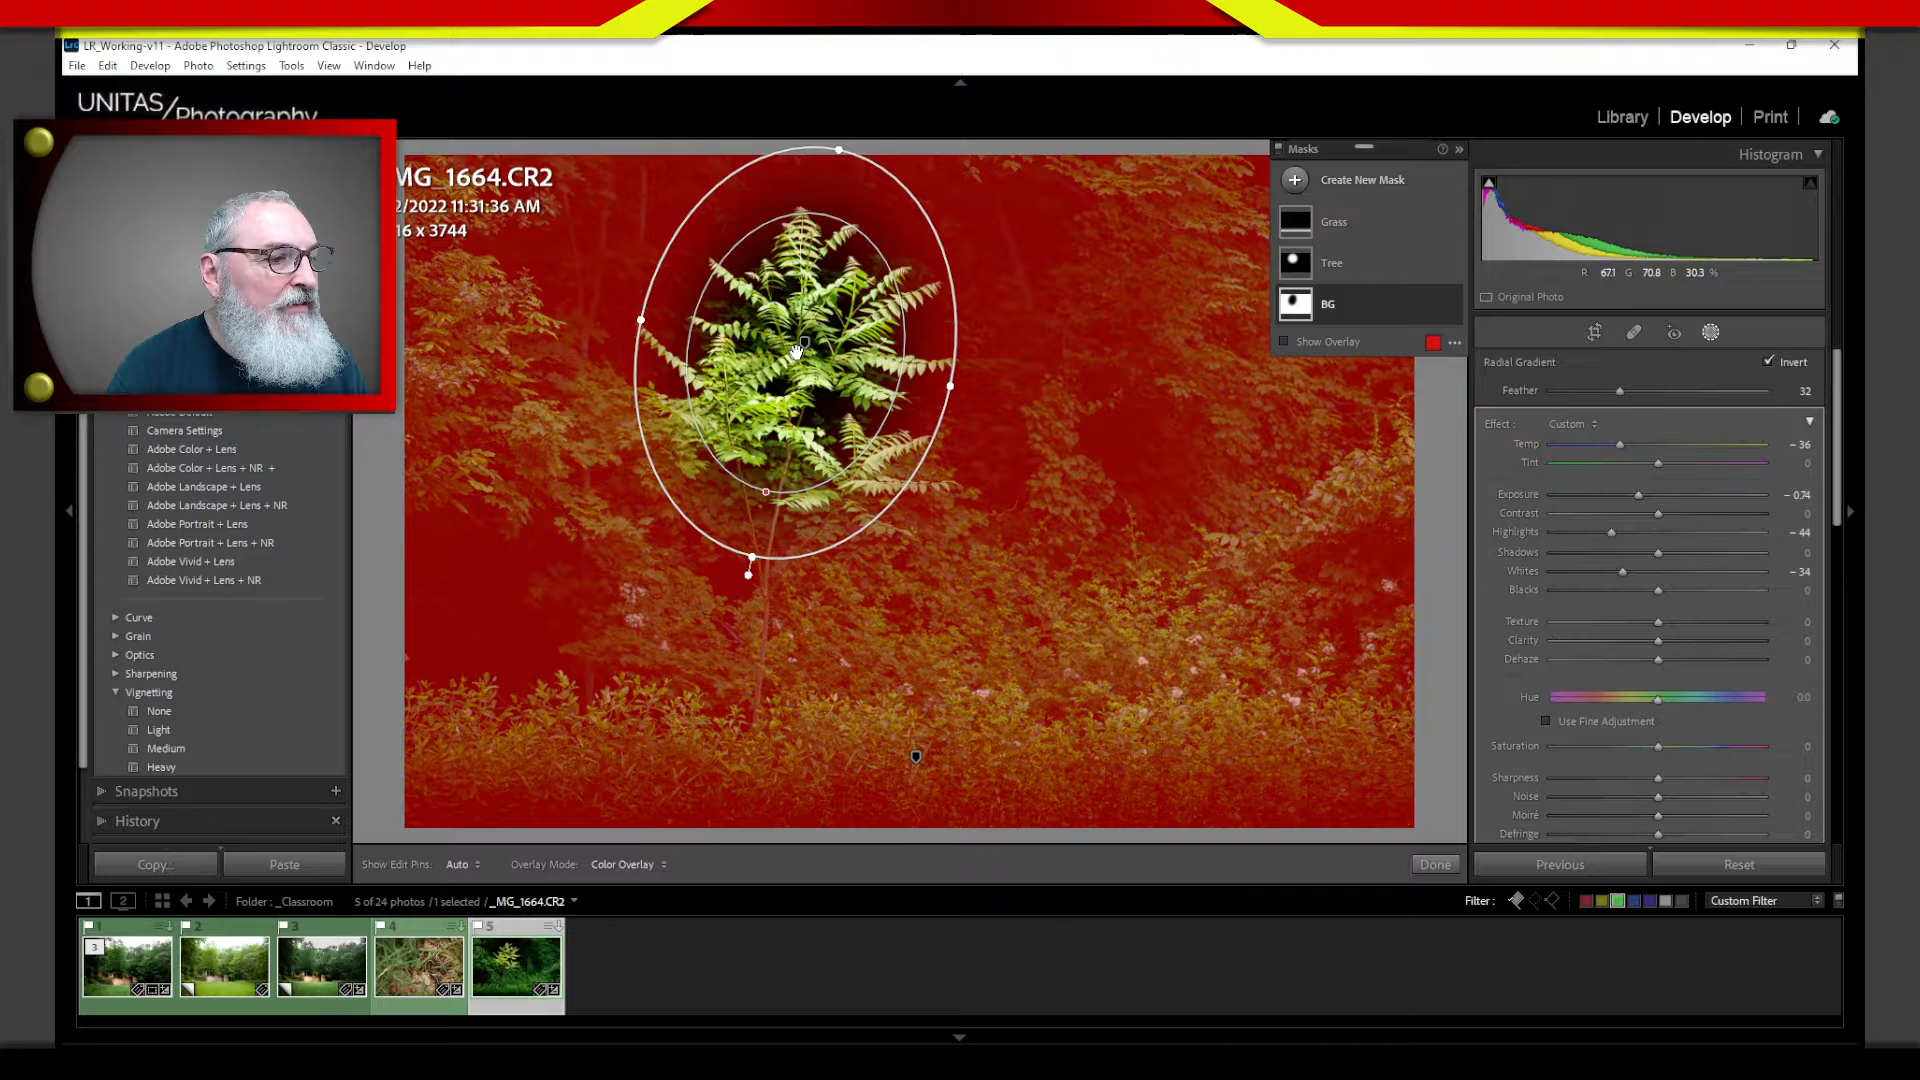 LR_Working-v11 - Adobe Photoshop Lightroom Classic - Develop
File Edit Develop Photo Settings Tools View Window Help
UNITAS/Photography
Library | Develop | Print |
MG_1664.CR2
2/2022 11:31:36 AM
16 x 3744
Masks
Create New Mask
Grass
Tree
BG
Show Overlay
Histogram
R 67.1 G 70.8 B 30.3 %
Original Photo
Radial Gradient Invert
Feather 32
Effect : Custom
Temp - 36
Tint 0
Exposure - 0.74
Contrast 0
Highlights - 44
Shadows 0
Whites - 34
Blacks 0
Texture 0
Clarity 0
Dehaze 0
Hue 0.0
Use Fine Adjustment
Saturation 0
Sharpness 0
Noise 0
Moiré 0
Defringe 0
Previous Reset
Adobe Default
Camera Settings
Adobe Color + Lens
Adobe Color + Lens + NR +
Adobe Landscape + Lens
Adobe Landscape + Lens + NR
Adobe Portrait + Lens
Adobe Portrait + Lens + NR
Adobe Vivid + Lens
Adobe Vivid + Lens + NR
Curve
Grain
Optics
Sharpening
Vignetting
None
Light
Medium
Heavy
Snapshots +
History ×
Copy... Paste
Show Edit Pins: Auto Overlay Mode: Color Overlay Done
1 2 Folder : _Classroom 5 of 24 photos /1 selected /_MG_1664.CR2 Filter : Custom Filter
1 2 3 4 5
3